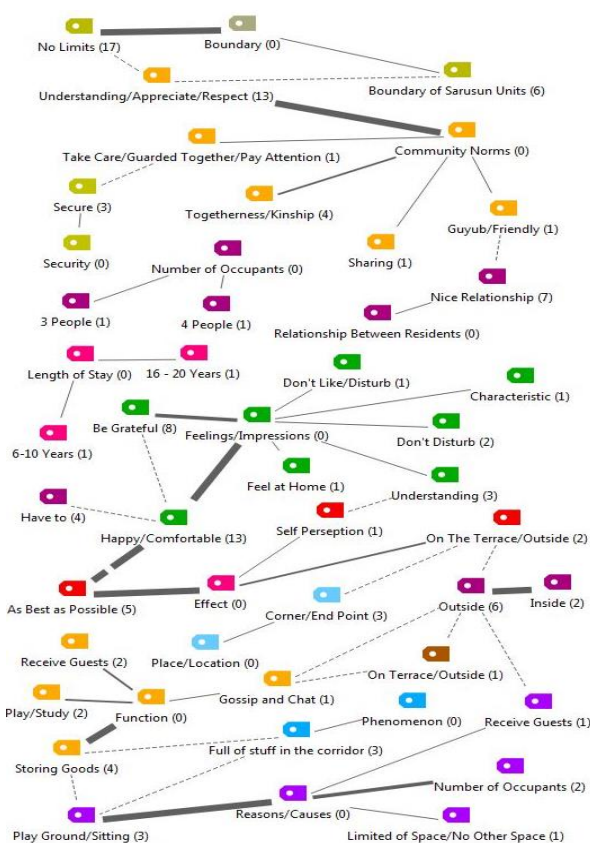 No Limits (17)
Boundary (0)
Understanding/Appreciate/Respect (13)
Boundary of Sarusun Units (6)
Take Care/Guarded Together/Pay Attention (1)
Community Norms (0)
Secure (3)
Togetherness/Kinship (4)
Guyub/Friendly (1)
Security (0)
Sharing (1)
Number of Occupants (0)
Nice Relationship (7)
3 People (1)
4 People (1)
Relationship Between Residents (0)
Length of Stay (0)
16 - 20 Years (1)
Don't Like/Disturb (1)
Characteristic (1)
Be Grateful (8)
Feelings/Impressions (0)
Don't Disturb (2)
6-10 Years (1)
Feel at Home (1)
Understanding (3)
Have to (4)
Happy/Comfortable (13)
Self Perseption (1)
On The Terrace/Outside (2)
As Best as Possible (5)
Effect (0)
Corner/End Point (3)
Outside (6)
Inside (2)
Receive Guests (2)
Place/Location (0)
On Terrace/Outside (1)
Play/Study (2)
Function (0)
Gossip and Chat (1)
Phenomenon (0)
Receive Guests (1)
Storing Goods (4)
Full of stuff in the corridor (3)
Number of Occupants (2)
Play Ground/Sitting (3)
Reasons/Causes (0)
Limited of Space/No Other Space (1)